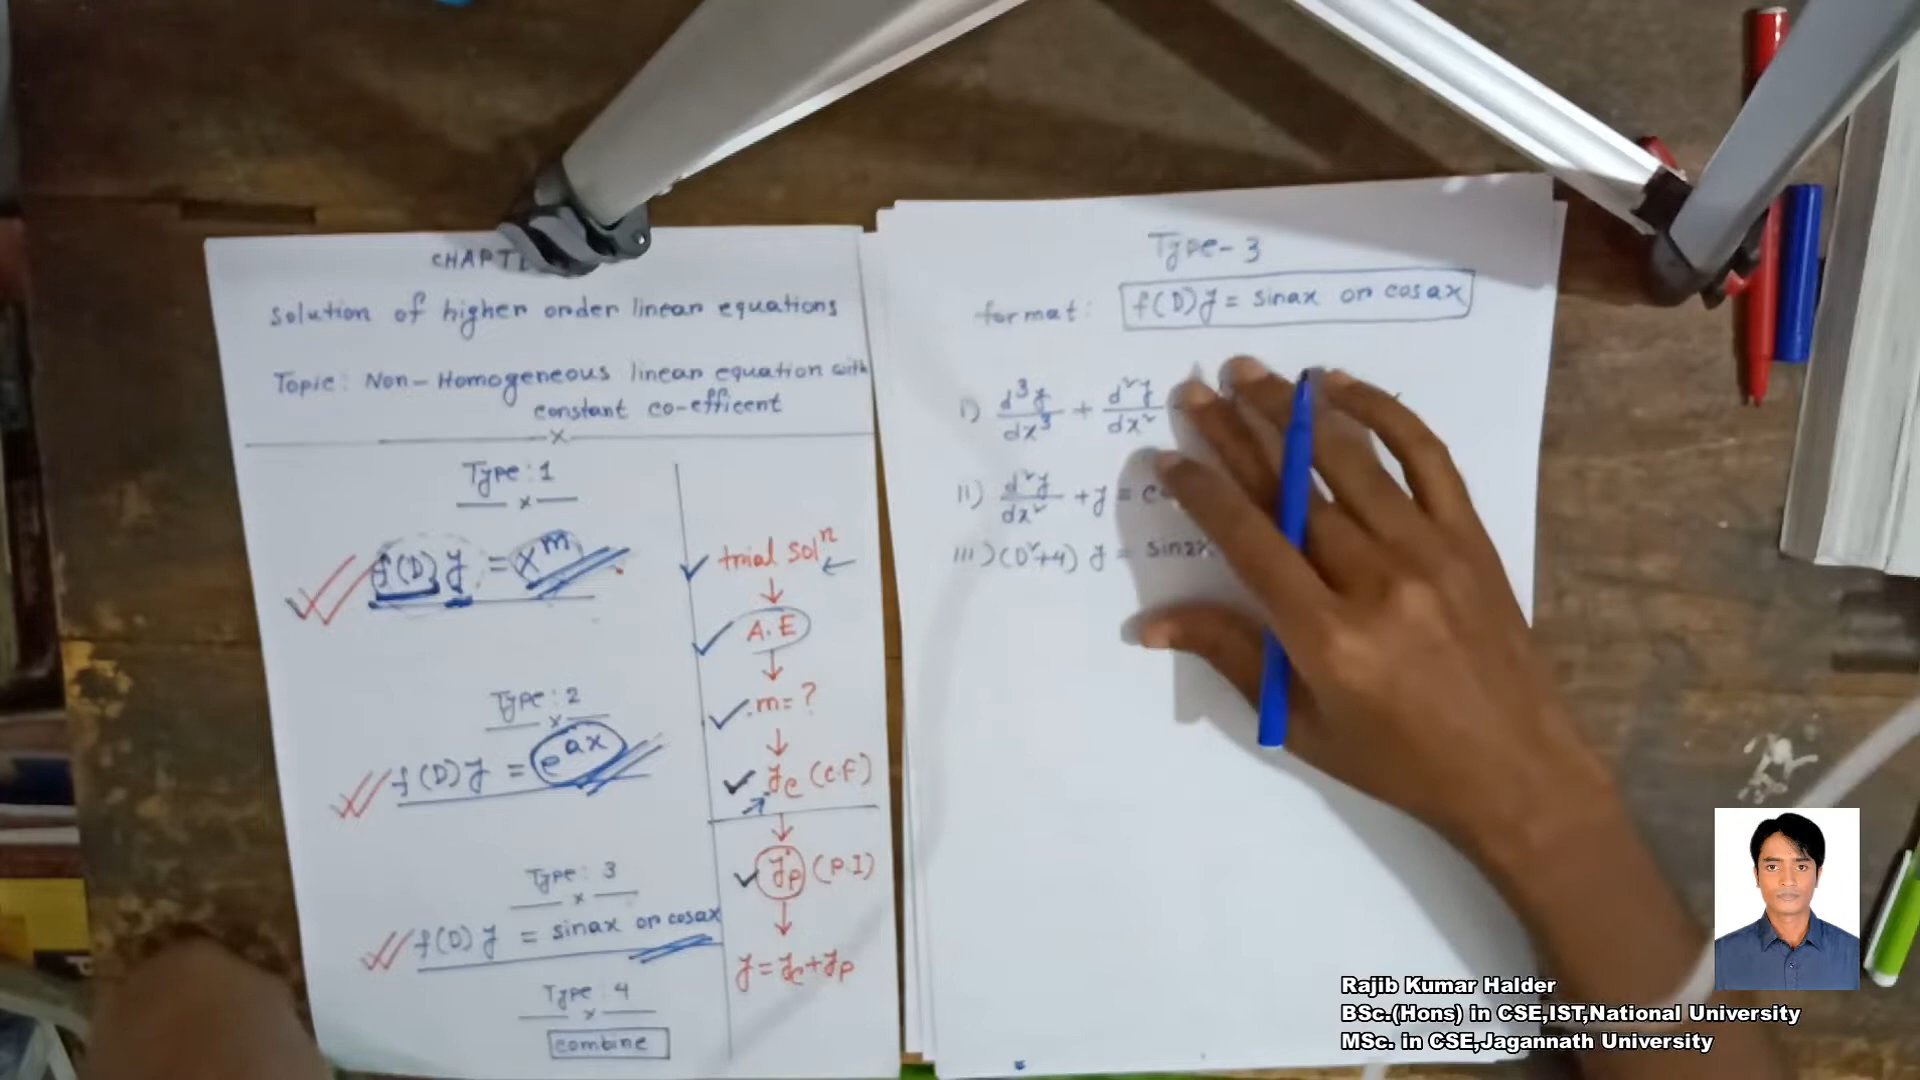 solution of higher order linear equations
Topic: Non-Homogeneous linear equation with
constant co-efficent
x
Type: 1
x
f(D) y = x^m
Type: 2
x
f(D) y = e^ax
Type: 3
x
f(D) y = sinax or cosax
Type: 4
x
combine
trial sol^n
A.E
m = ?
y_c (C.F)
y_p (P.I)
y = y_c + y_p
Type-3
format: f(D) y = sinax or cosax
i) d^3y/dx^3 + d^2y/dx^2
ii) d^2y/dx^2 + y =
iii) (D^2+4) y = sin2x
Rajib Kumar Halder
BSc.(Hons) in CSE,IST,National University
MSc. in CSE,Jagannath University